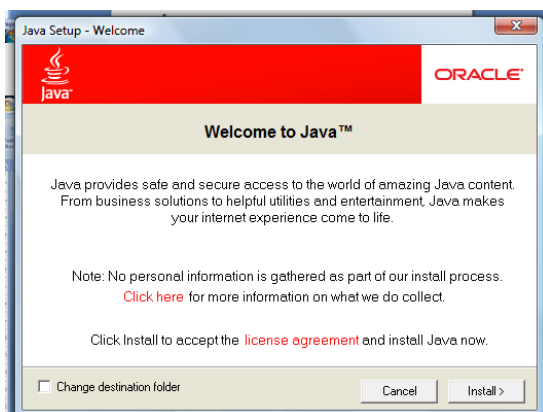 Java Setup - Welcome
Java™
ORACLE®
Welcome to Java™
Java provides safe and secure access to the world of amazing Java content.
From business solutions to helpful utilities and entertainment, Java makes
your internet experience come to life.
Note: No personal information is gathered as part of our install process.
Click here for more information on what we do collect.
Click Install to accept the license agreement and install Java now.
Change destination folder
Cancel
Install >